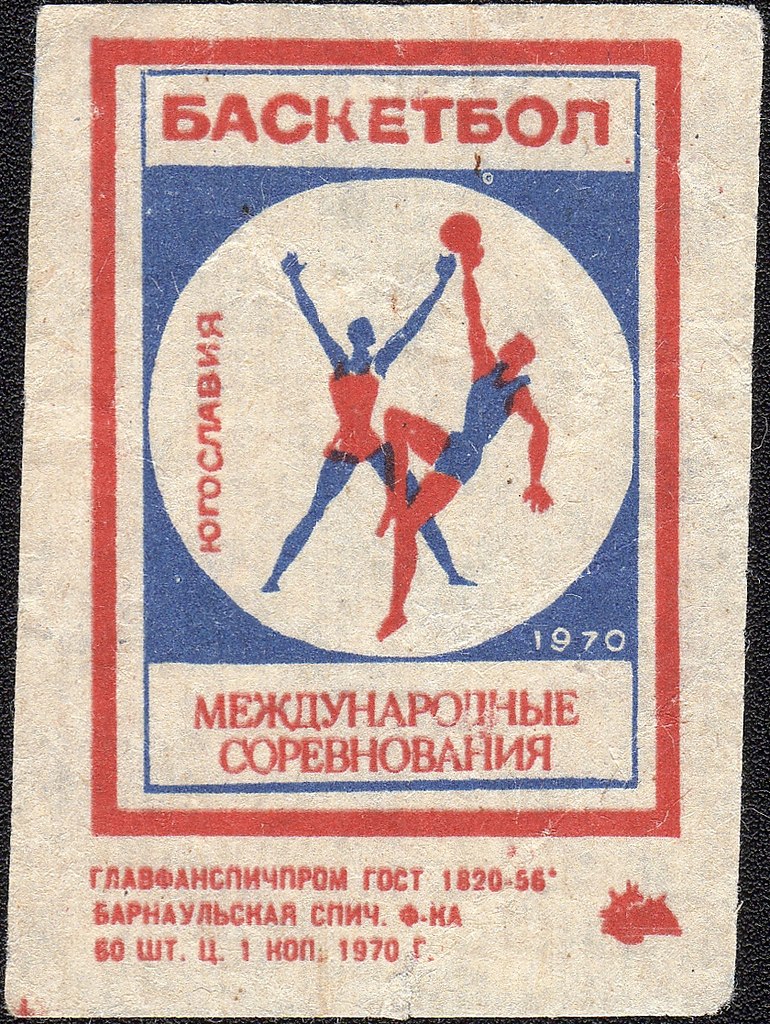 БАСКЕТБОЛ
ЮГОСЛАВИЯ
1970
МЕЖДУНАРОДНЫЕ
СОРЕВНОВАНИЯ
ГЛАВФАНСПИЧПРОМ ГОСТ 1820-56*
БАРНАУЛЬСКАЯ СПИЧ. Ф-КА
60 ШТ. Ц. 1 КОП. 1970 Г.